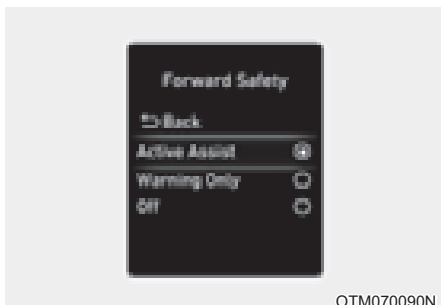 Forward Safety
Back
Active Assist
Warning Only
Off
OTM070090N